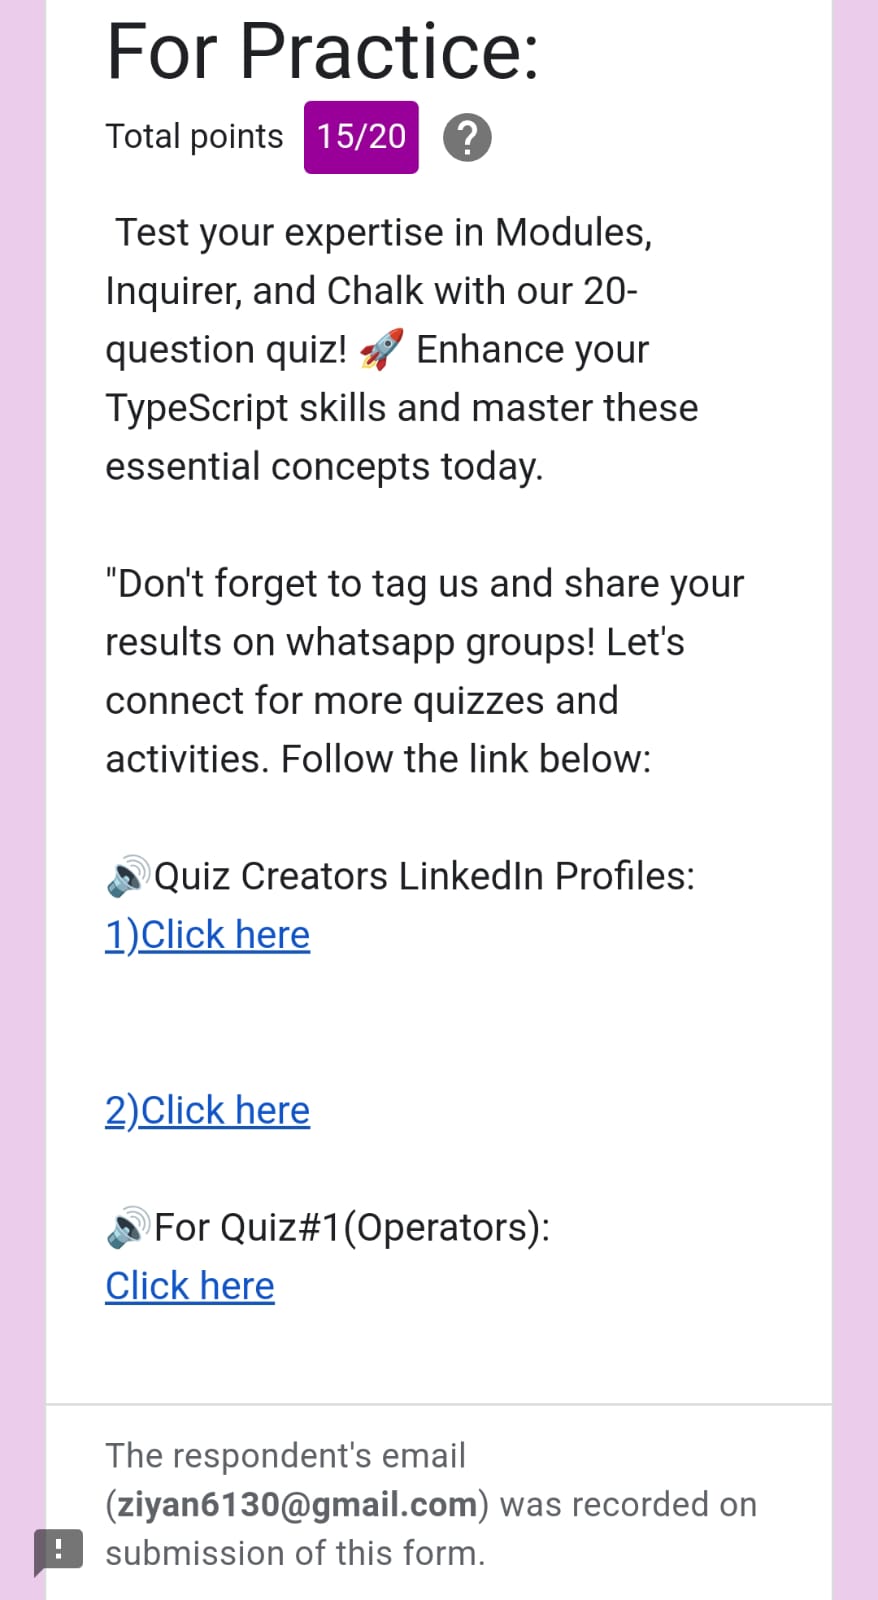 For Practice:
Total points 15/20 ?
Test your expertise in Modules,
Inquirer, and Chalk with our 20-
question quiz! 🚀 Enhance your
TypeScript skills and master these
essential concepts today.
"Don't forget to tag us and share your
results on whatsapp groups! Let's
connect for more quizzes and
activities. Follow the link below:
🔊Quiz Creators LinkedIn Profiles:
1)Click here
2)Click here
🔊For Quiz#1(Operators):
Click here
The respondent's email
(ziyan6130@gmail.com) was recorded on
submission of this form.